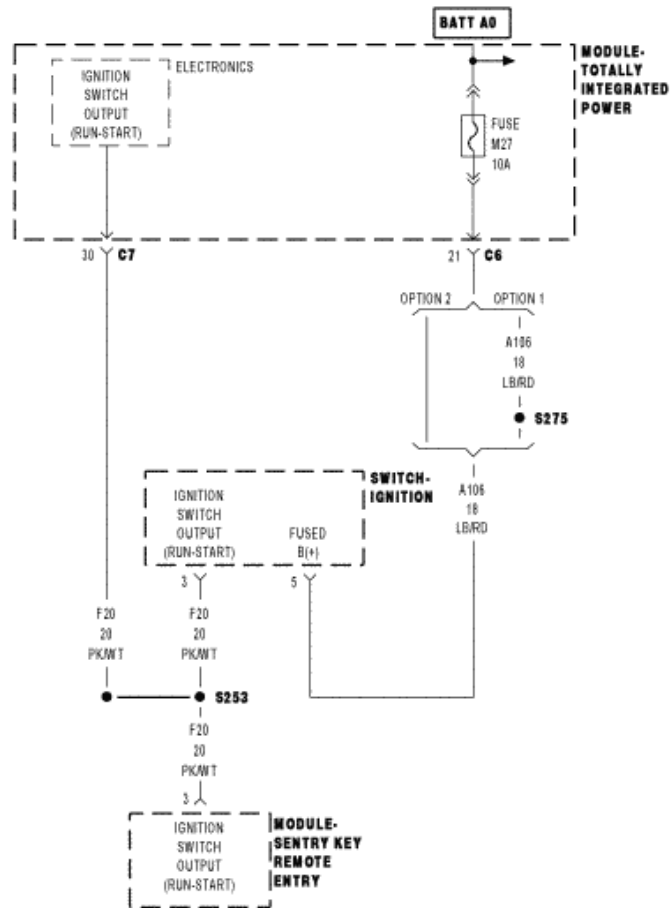 BATT A0
MODULE-
TOTALLY
INTEGRATED
POWER
ELECTRONICS
IGNITION
SWITCH
OUTPUT
(RUN-START)
FUSE
M27
10A
30 C7
21 C6
OPTION 2 OPTION 1
A106
18
LB/RD
S275
SWITCH-
IGNITION
IGNITION
SWITCH
OUTPUT
(RUN-START)
FUSED
B(+)
A106
18
LB/RD
3 5
F20
20
PK/WT
F20
20
PK/WT
S253
F20
20
PK/WT
3
IGNITION
SWITCH
OUTPUT
(RUN-START)
MODULE-
SENTRY KEY
REMOTE
ENTRY